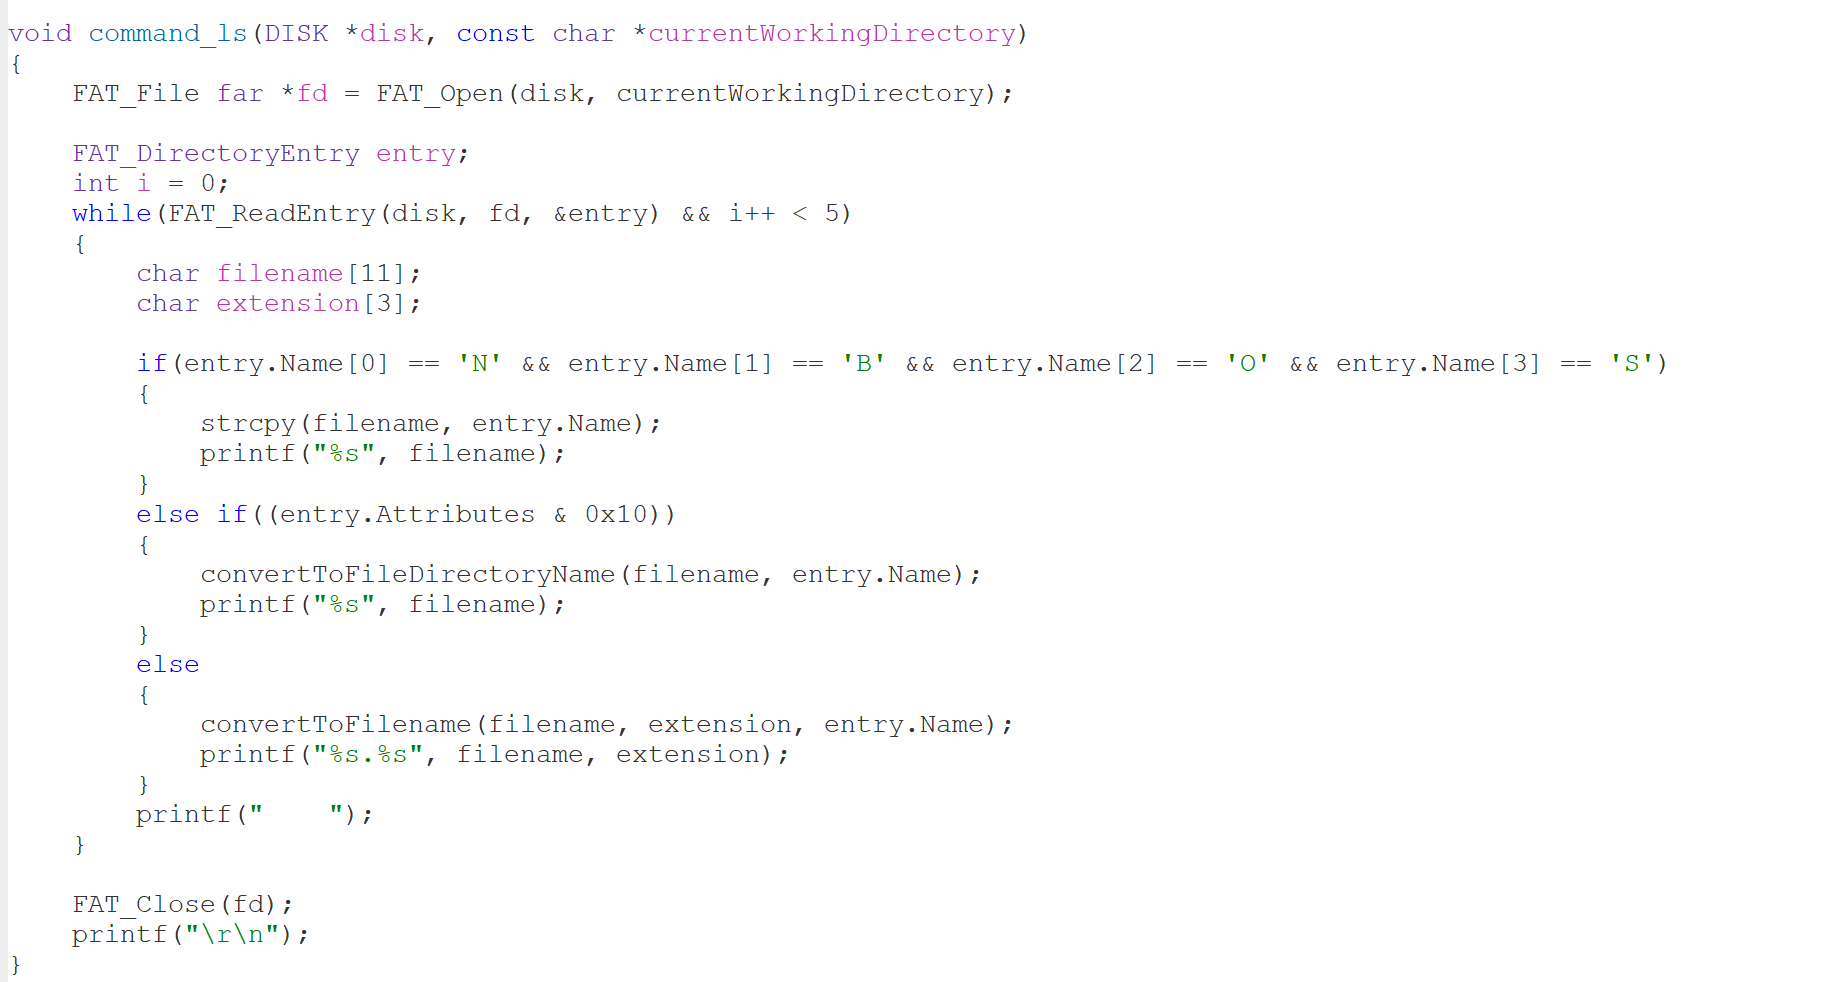 void command_ls(DISK *disk, const char *currentWorkingDirectory)
{
    FAT_File far *fd = FAT_Open(disk, currentWorkingDirectory);

    FAT_DirectoryEntry entry;
    int i = 0;
    while(FAT_ReadEntry(disk, fd, &entry) && i++ < 5)
    {
        char filename[11];
        char extension[3];

        if(entry.Name[0] == 'N' && entry.Name[1] == 'B' && entry.Name[2] == 'O' && entry.Name[3] == 'S')
        {
            strcpy(filename, entry.Name);
            printf("%s", filename);
        }
        else if((entry.Attributes & 0x10))
        {
            convertToFileDirectoryName(filename, entry.Name);
            printf("%s", filename);
        }
        else
        {
            convertToFilename(filename, extension, entry.Name);
            printf("%s.%s", filename, extension);
        }
        printf("    ");
    }

    FAT_Close(fd);
    printf("\r\n");
}